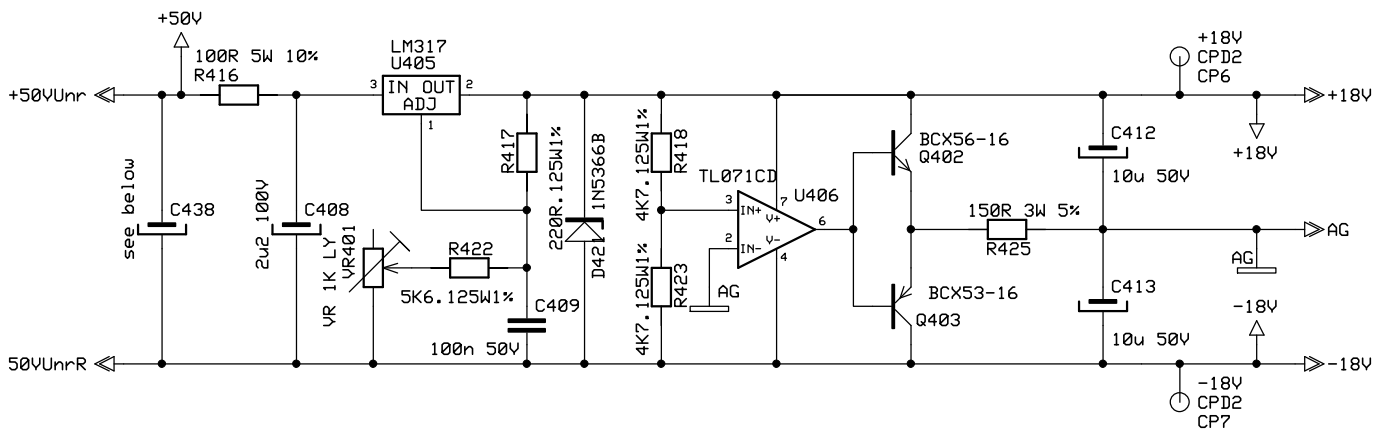 +50V
100R 5W 10%
R416
+50VUnr
LM317
U405
3 IN OUT 2
ADJ
1
+18V
CPD2
CP6
+18V
+18V
see below
C438
2u2 100V
C408
VR 1K LY
VR401
R422
5K6.125W1%
R417
220R.125W1%
1N5366B
D421
C409
100n 50V
4K7.125W1%
R418
4K7.125W1%
R423
TL071CD
U406
3 IN+
2 IN-
V+ 7
V- 4
6
AG
BCX56-16
Q402
150R 3W 5%
R425
BCX53-16
Q403
C412
10u 50V
AG
AG
C413
10u 50V
-18V
50VUnrR
-18V
-18V
CPD2
CP7